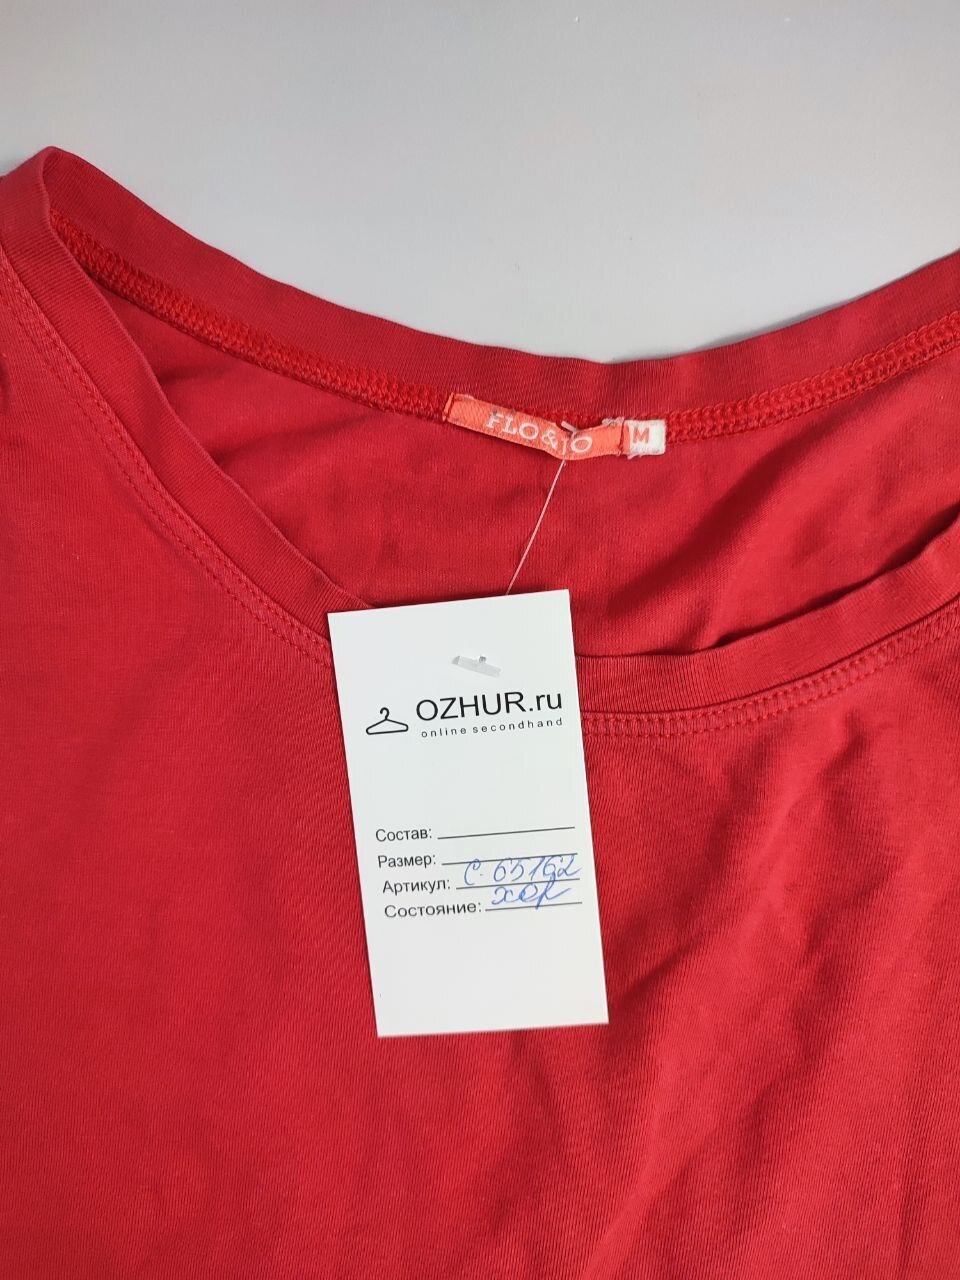 FLO & JO
M
OZHUR.ru
online secondhand
Состав:
Размер:
Артикул: С-65162
Состояние: хор